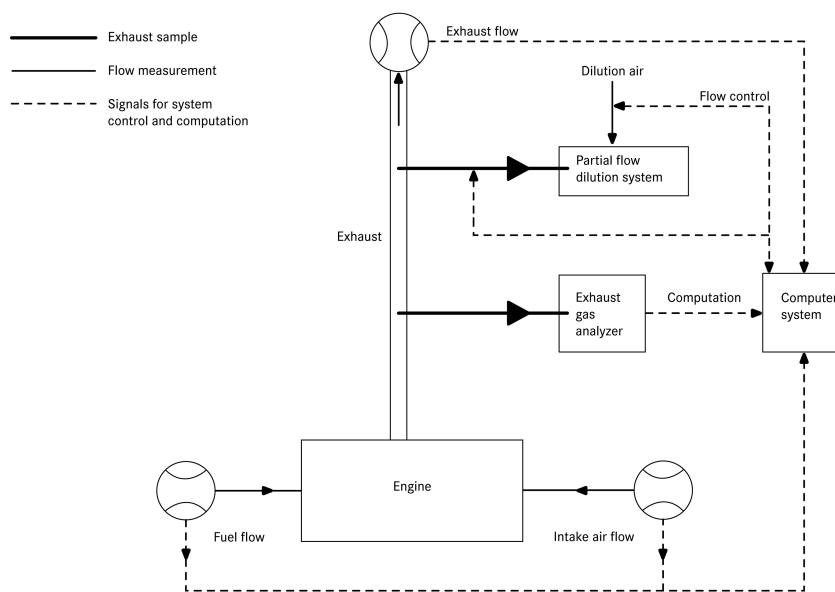 Exhaust sample
Flow measurement
Signals for system
control and computation
Exhaust flow
Dilution air
Flow control
Partial flow
dilution system
Exhaust
Exhaust
gas
analyzer
Computation
Computer
system
Engine
Fuel flow
Intake air flow